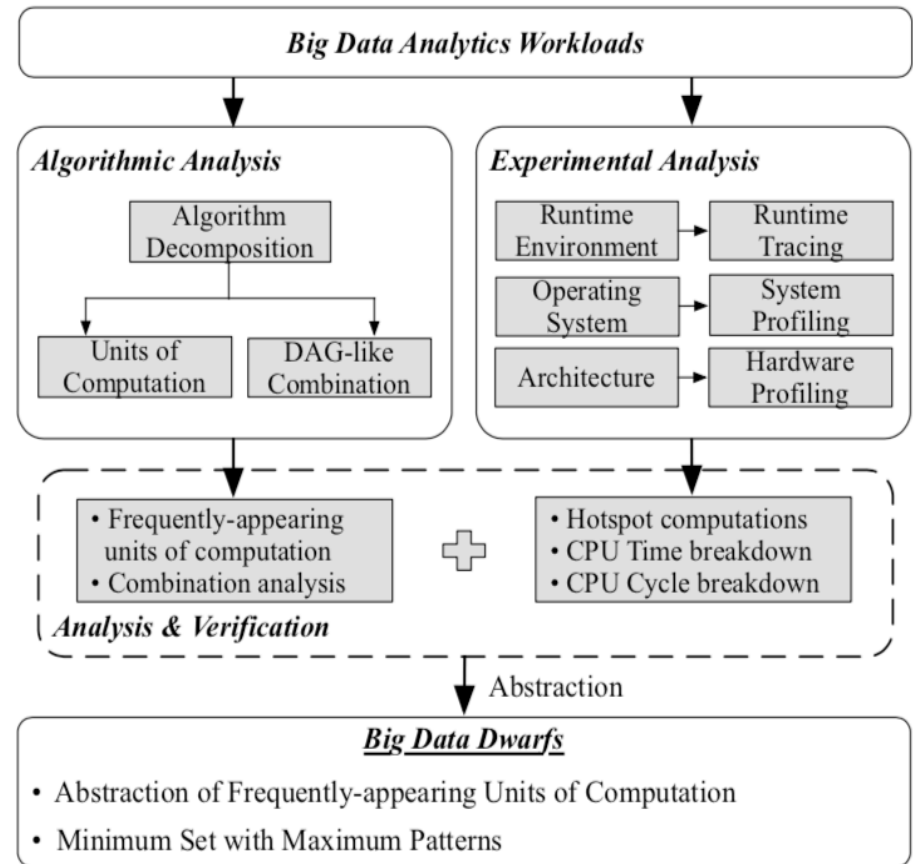 Big Data Analytics Workloads
Algorithmic Analysis
Algorithm
Decomposition
Units of
Computation
DAG-like
Combination
Experimental Analysis
Runtime
Environment
Runtime
Tracing
Operating
System
System
Profiling
Architecture
Hardware
Profiling
• Frequently-appearing
units of computation
• Combination analysis
• Hotspot computations
• CPU Time breakdown
• CPU Cycle breakdown
Analysis & Verification
Abstraction
Big Data Dwarfs
• Abstraction of Frequently-appearing Units of Computation
• Minimum Set with Maximum Patterns